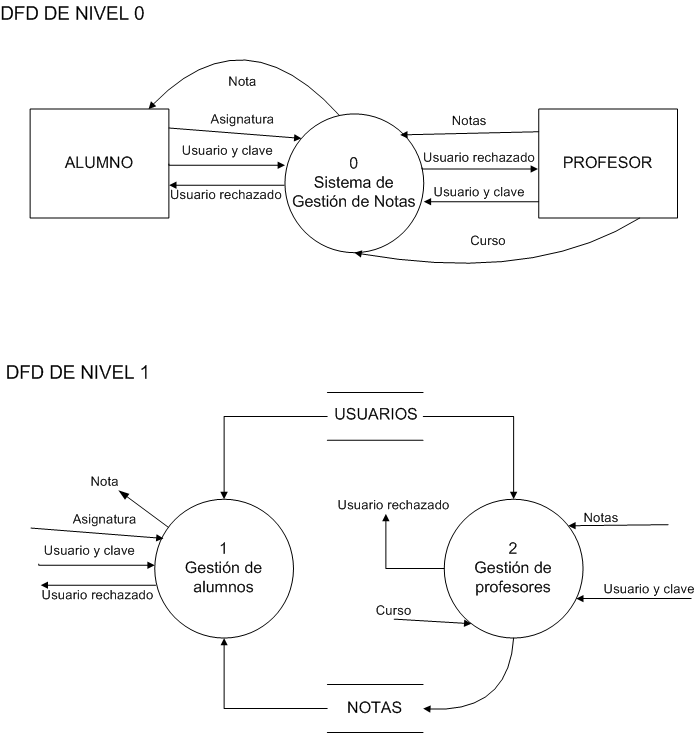 DFD DE NIVEL 0
Nota
Asignatura
Usuario y clave
Usuario rechazado
ALUMNO
0
Sistema de
Gestión de Notas
Notas
Usuario rechazado
Usuario y clave
Curso
PROFESOR
DFD DE NIVEL 1
USUARIOS
Nota
Asignatura
Usuario y clave
Usuario rechazado
1
Gestión de
alumnos
Usuario rechazado
Curso
2
Gestión de
profesores
Notas
Usuario y clave
NOTAS